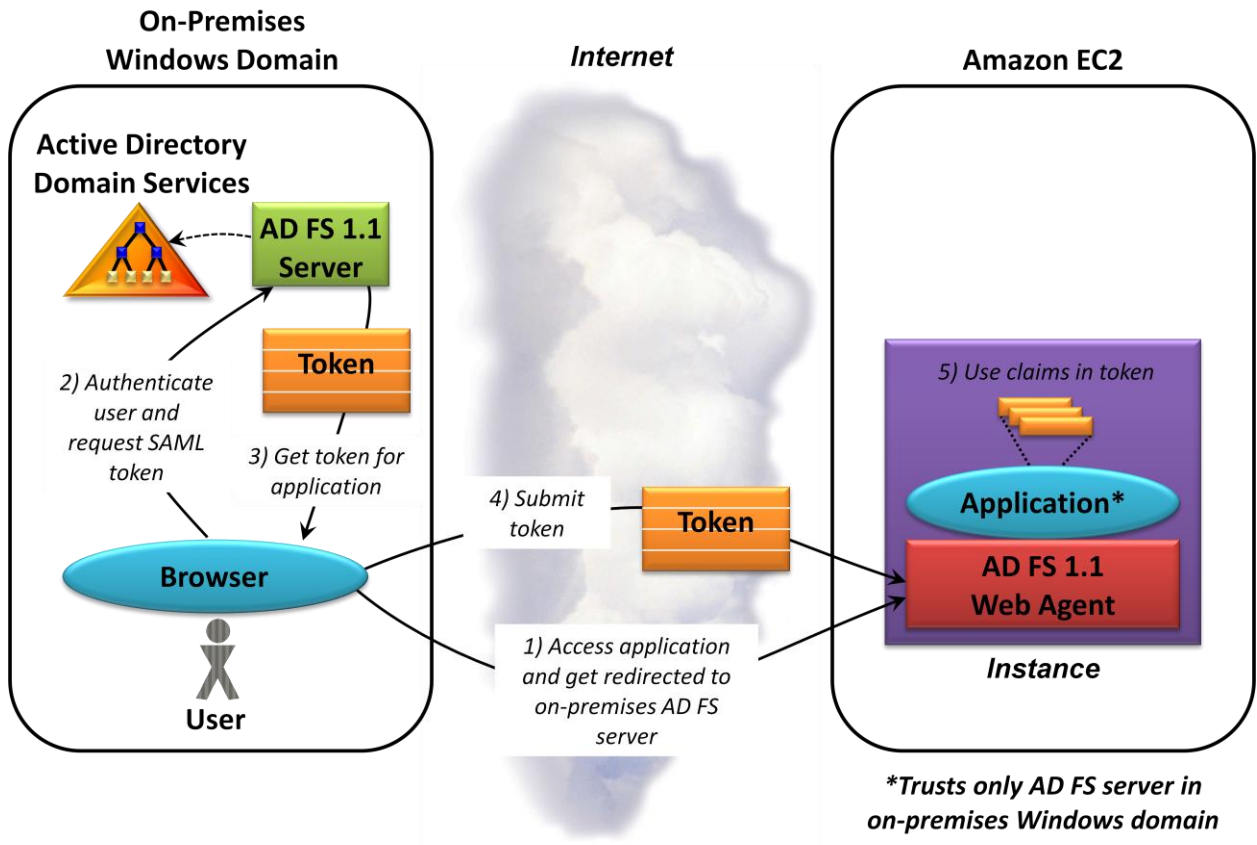 On-Premises
Windows Domain
Internet
Amazon EC2
Active Directory
Domain Services
AD FS 1.1
Server
Token
2) Authenticate
user and
request SAML
token
3) Get token for
application
5) Use claims in token
Application*
4) Submit
token
Token
Browser
AD FS 1.1
Web Agent
1) Access application
and get redirected to
on-premises AD FS
server
Instance
User
*Trusts only AD FS server in
on-premises Windows domain